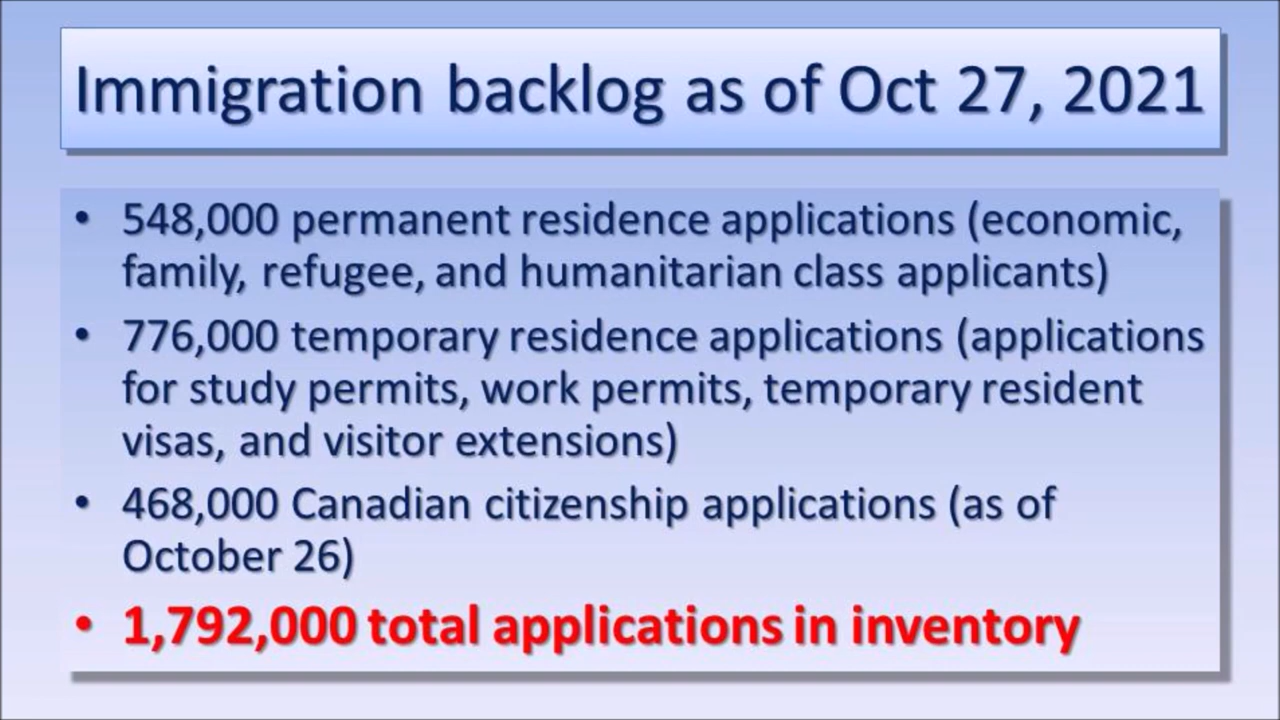 Immigration backlog as of Oct 27, 2021
• 548,000 permanent residence applications (economic,
family, refugee, and humanitarian class applicants)
• 776,000 temporary residence applications (applications
for study permits, work permits, temporary resident
visas, and visitor extensions)
• 468,000 Canadian citizenship applications (as of
October 26)
• 1,792,000 total applications in inventory